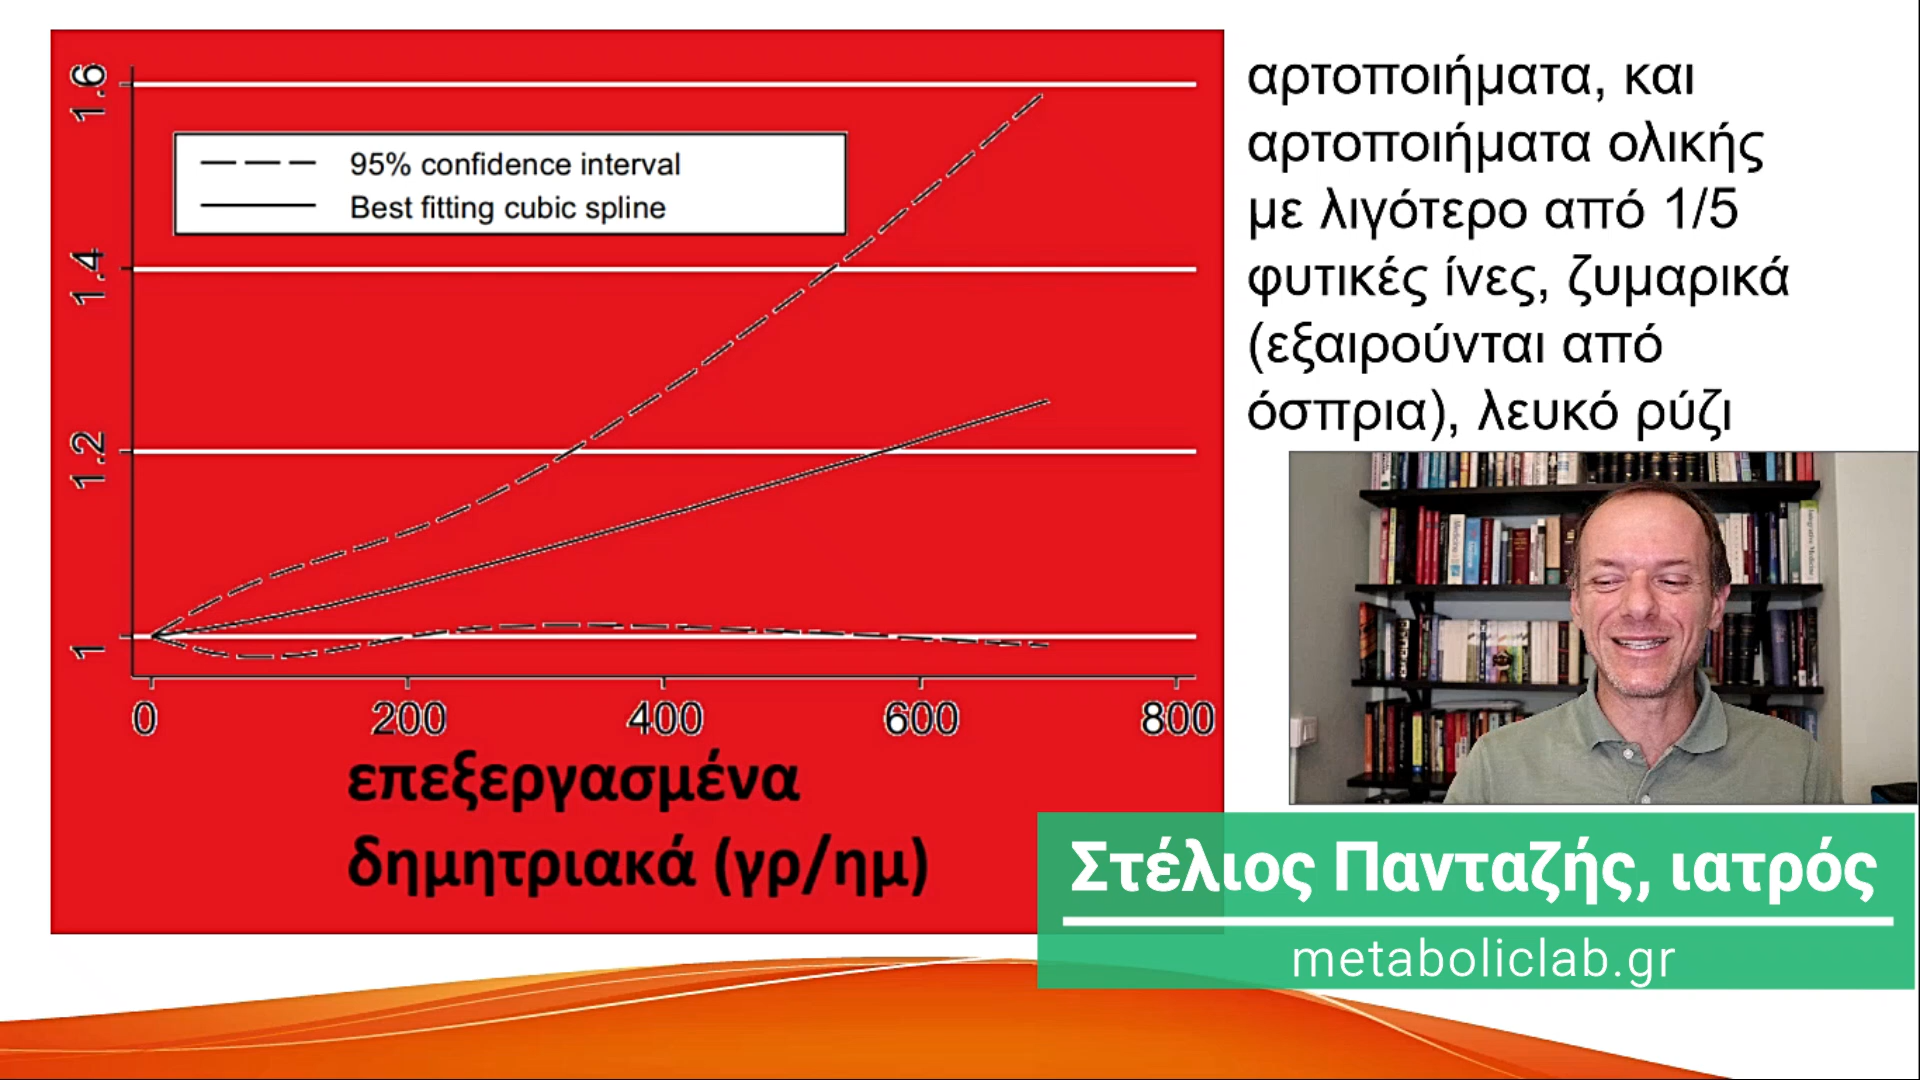 1.6
1.4
1.2
1
95% confidence interval
Best fitting cubic spline
0 200 400 600 800
επεξεργασμένα
δημητριακά (γρ/ημ)
αρτοποιήματα, και
αρτοποιήματα ολικής
με λιγότερο από 1/5
φυτικές ίνες, ζυμαρικά
(εξαιρούνται από
όσπρια), λευκό ρύζι
Στέλιος Πανταζής, ιατρός
metaboliclab.gr